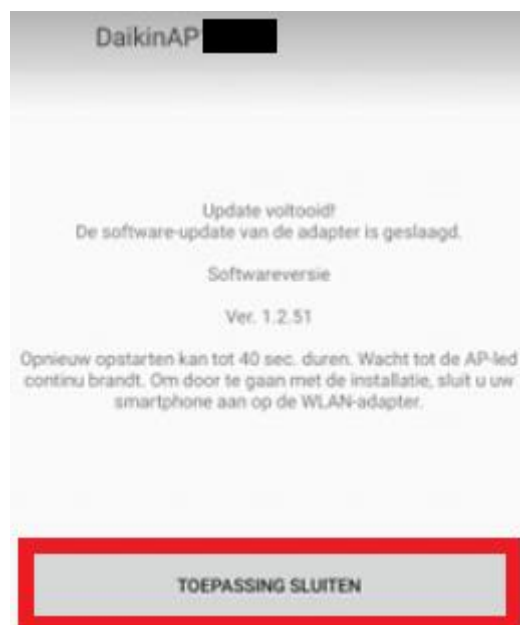 DaikinAP
Update voltooid!
De software-update van de adapter is geslaagd.
Softwareversie
Ver. 1.2.51
Opnieuw opstarten kan tot 40 sec. duren. Wacht tot de AP-led
continu brandt. Om door te gaan met de installatie, sluit u uw
smartphone aan op de WLAN-adapter.
TOEPASSING SLUITEN